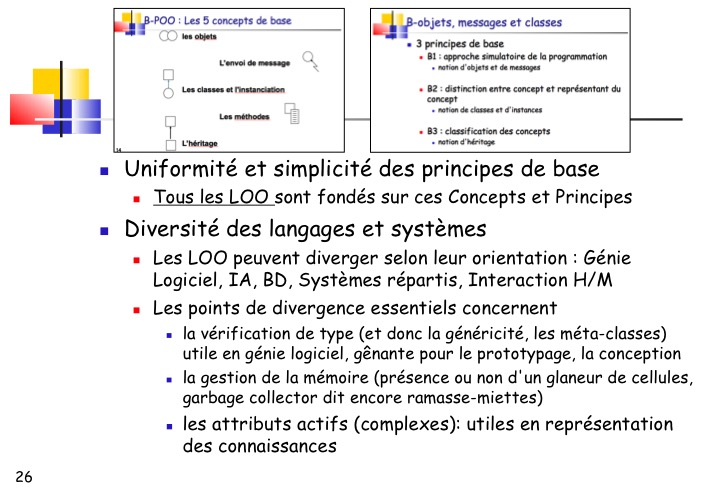 B-POO : Les 5 concepts de base
les objets
L'envoi de message
Les classes et l'instanciation
Les méthodes
L'héritage
14
B-objets, messages et classes
3 principes de base
B1 : approche simulatoire de la programmation
notion d'objets et de messages
B2 : distinction entre concept et représentant du
concept
notion de classes et d'instances
B3 : classification des concepts
notion d'héritage
Uniformité et simplicité des principes de base
Tous les LOO sont fondés sur ces Concepts et Principes
Diversité des langages et systèmes
Les LOO peuvent diverger selon leur orientation : Génie
Logiciel, IA, BD, Systèmes répartis, Interaction H/M
Les points de divergence essentiels concernent
la vérification de type (et donc la généricité, les méta-classes)
utile en génie logiciel, gênante pour le prototypage, la conception
la gestion de la mémoire (présence ou non d'un glaneur de cellules,
garbage collector dit encore ramasse-miettes)
les attributs actifs (complexes): utiles en représentation
des connaissances
26